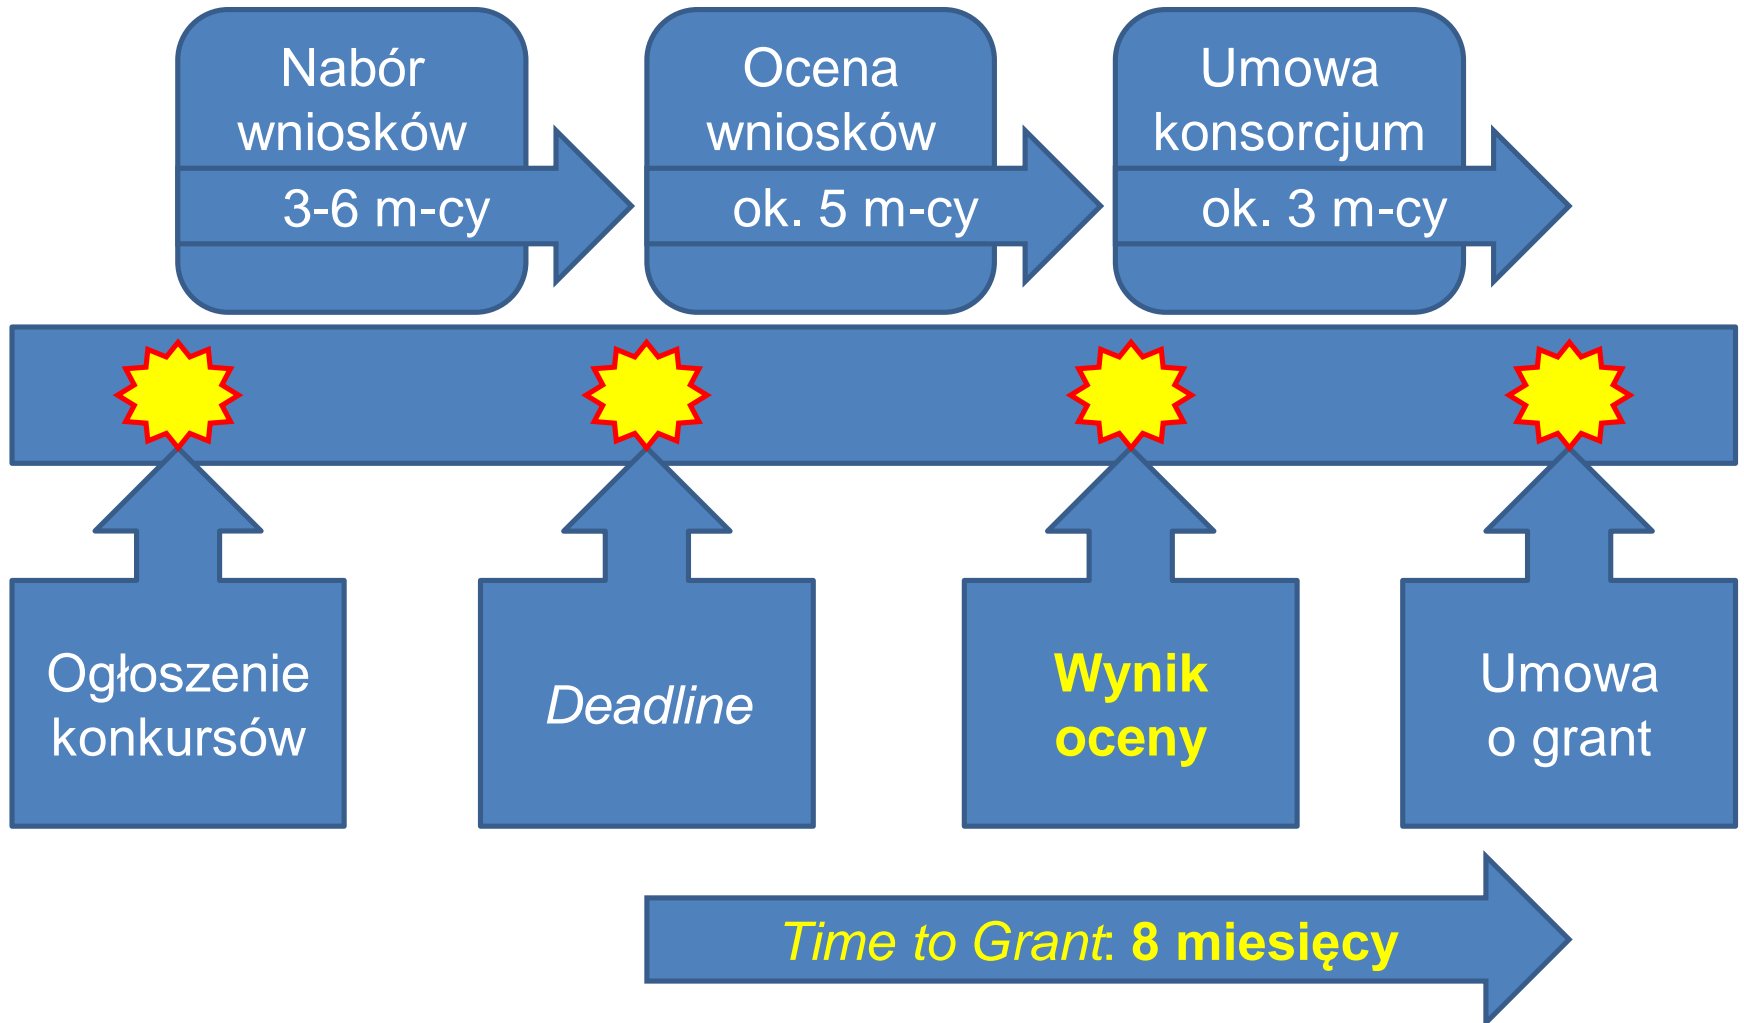 Nabór
wniosków
3-6 m-cy
Ocena
wniosków
ok. 5 m-cy
Umowa
konsorcjum
ok. 3 m-cy
Ogłoszenie
konkursów
Deadline
Wynik
oceny
Umowa
o grant
Time to Grant: 8 miesięcy